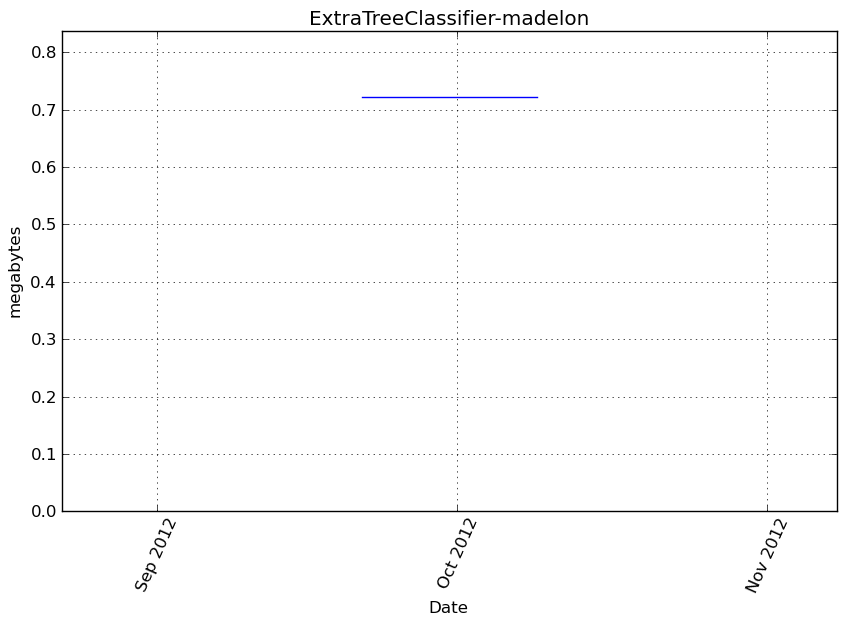 ExtraTreeClassifier-madelon
0.8
0.7
0.6
0.5
0.4
0.3
0.2
0.1
0.0
megabytes
Sep 2012
Oct 2012
Nov 2012
Date